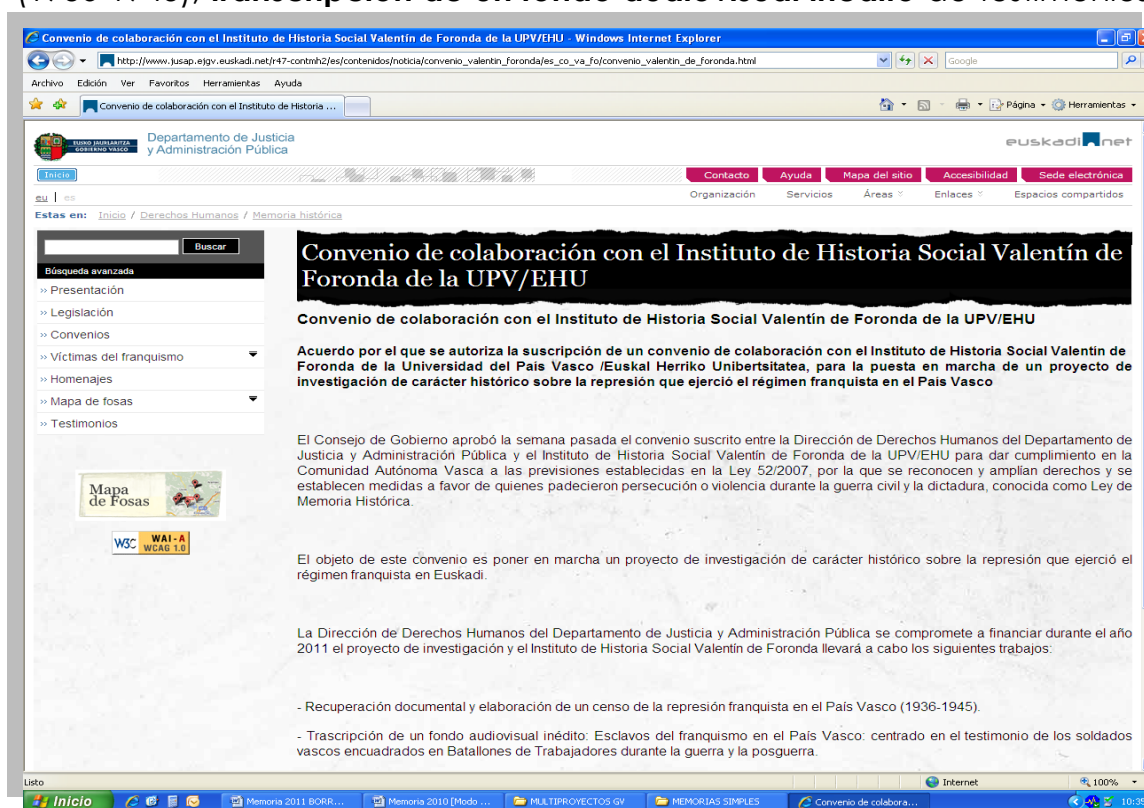 Convenio de colaboración con el Instituto de Historia Social Valentín de Foronda de la UPV/EHU - Windows Internet Explorer
http://www.jusap.ejgv.euskadi.net/r47-contmh2/es/contenidos/noticia/convenio_valentin_foronda/es_co_va_fo/convenio_valentin_de_foronda.html
Google
Archivo Edición Ver Favoritos Herramientas Ayuda
Convenio de colaboración con el Instituto de Historia ...
Página Herramientas
EUSKO JAURLARITZA
GOBIERNO VASCO
Departamento de Justicia
y Administración Pública
euskadi net
Inicio
Contacto Ayuda Mapa del sitio Accesibilidad Sede electrónica
eu | es
Organización Servicios Áreas Enlaces Espacios compartidos
Estas en: Inicio / Derechos Humanos / Memoria histórica
Buscar
Búsqueda avanzada
» Presentación
» Legislación
» Convenios
» Víctimas del franquismo
» Homenajes
» Mapa de fosas
» Testimonios
Mapa
de Fosas
W3C WAI-A
WCAG 1.0
Convenio de colaboración con el Instituto de Historia Social Valentín de
Foronda de la UPV/EHU
Convenio de colaboración con el Instituto de Historia Social Valentín de Foronda de la UPV/EHU
Acuerdo por el que se autoriza la suscripción de un convenio de colaboración con el Instituto de Historia Social Valentín de
Foronda de la Universidad del País Vasco /Euskal Herriko Unibertsitatea, para la puesta en marcha de un proyecto de
investigación de carácter histórico sobre la represión que ejerció el régimen franquista en el País Vasco
El Consejo de Gobierno aprobó la semana pasada el convenio suscrito entre la Dirección de Derechos Humanos del Departamento de
Justicia y Administración Pública y el Instituto de Historia Social Valentín de Foronda de la UPV/EHU para dar cumplimiento en la
Comunidad Autónoma Vasca a las previsiones establecidas en la Ley 52/2007, por la que se reconocen y amplían derechos y se
establecen medidas a favor de quienes padecieron persecución o violencia durante la guerra civil y la dictadura, conocida como Ley de
Memoria Histórica.
El objeto de este convenio es poner en marcha un proyecto de investigación de carácter histórico sobre la represión que ejerció el
régimen franquista en Euskadi.
La Dirección de Derechos Humanos del Departamento de Justicia y Administración Pública se compromete a financiar durante el año
2011 el proyecto de investigación y el Instituto de Historia Social Valentín de Foronda llevará a cabo los siguientes trabajos:
- Recuperación documental y elaboración de un censo de la represión franquista en el País Vasco (1936-1945).
- Trascripción de un fondo audiovisual inédito: Esclavos del franquismo en el País Vasco: centrado en el testimonio de los soldados
vascos encuadrados en Batallones de Trabajadores durante la guerra y la posguerra.
Listo Internet 100%
Inicio Memoria 2011 BORR... Memoria 2010 [Modo ... MULTIPROYECTOS GV MEMORIAS SIMPLES Convenio de colabora... 10:35